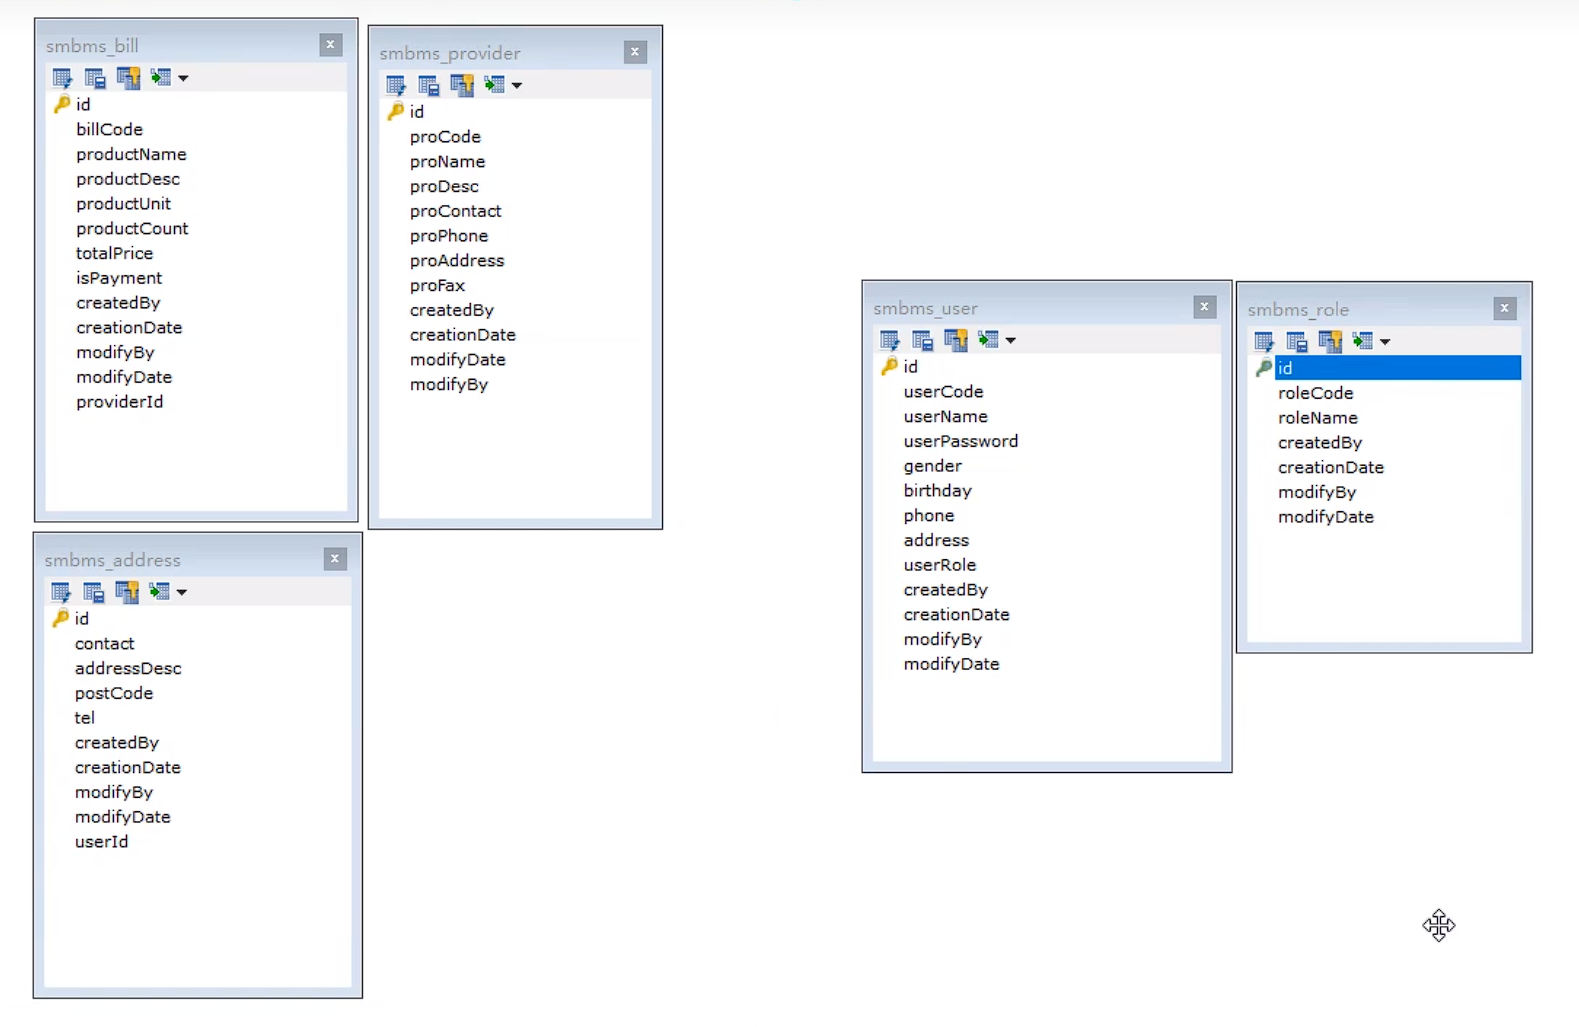 smbms_bill
id
billCode
productName
productDesc
productUnit
productCount
totalPrice
isPayment
createdBy
creationDate
modifyBy
modifyDate
providerId
smbms_provider
id
proCode
proName
proDesc
proContact
proPhone
proAddress
proFax
createdBy
creationDate
modifyDate
modifyBy
smbms_address
id
contact
addressDesc
postCode
tel
createdBy
creationDate
modifyBy
modifyDate
userId
smbms_user
id
userCode
userName
userPassword
gender
birthday
phone
address
userRole
createdBy
creationDate
modifyBy
modifyDate
smbms_role
id
roleCode
roleName
createdBy
creationDate
modifyBy
modifyDate